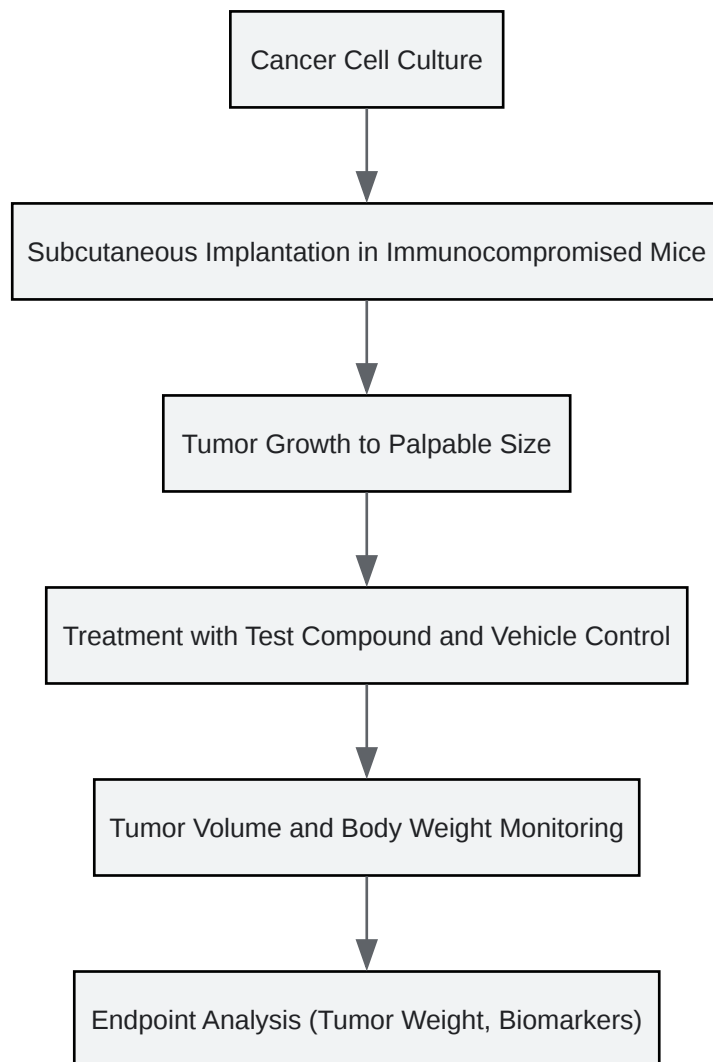 Cancer Cell Culture
Subcutaneous Implantation in Immunocompromised Mice
Tumor Growth to Palpable Size
Treatment with Test Compound and Vehicle Control
Tumor Volume and Body Weight Monitoring
Endpoint Analysis (Tumor Weight, Biomarkers)